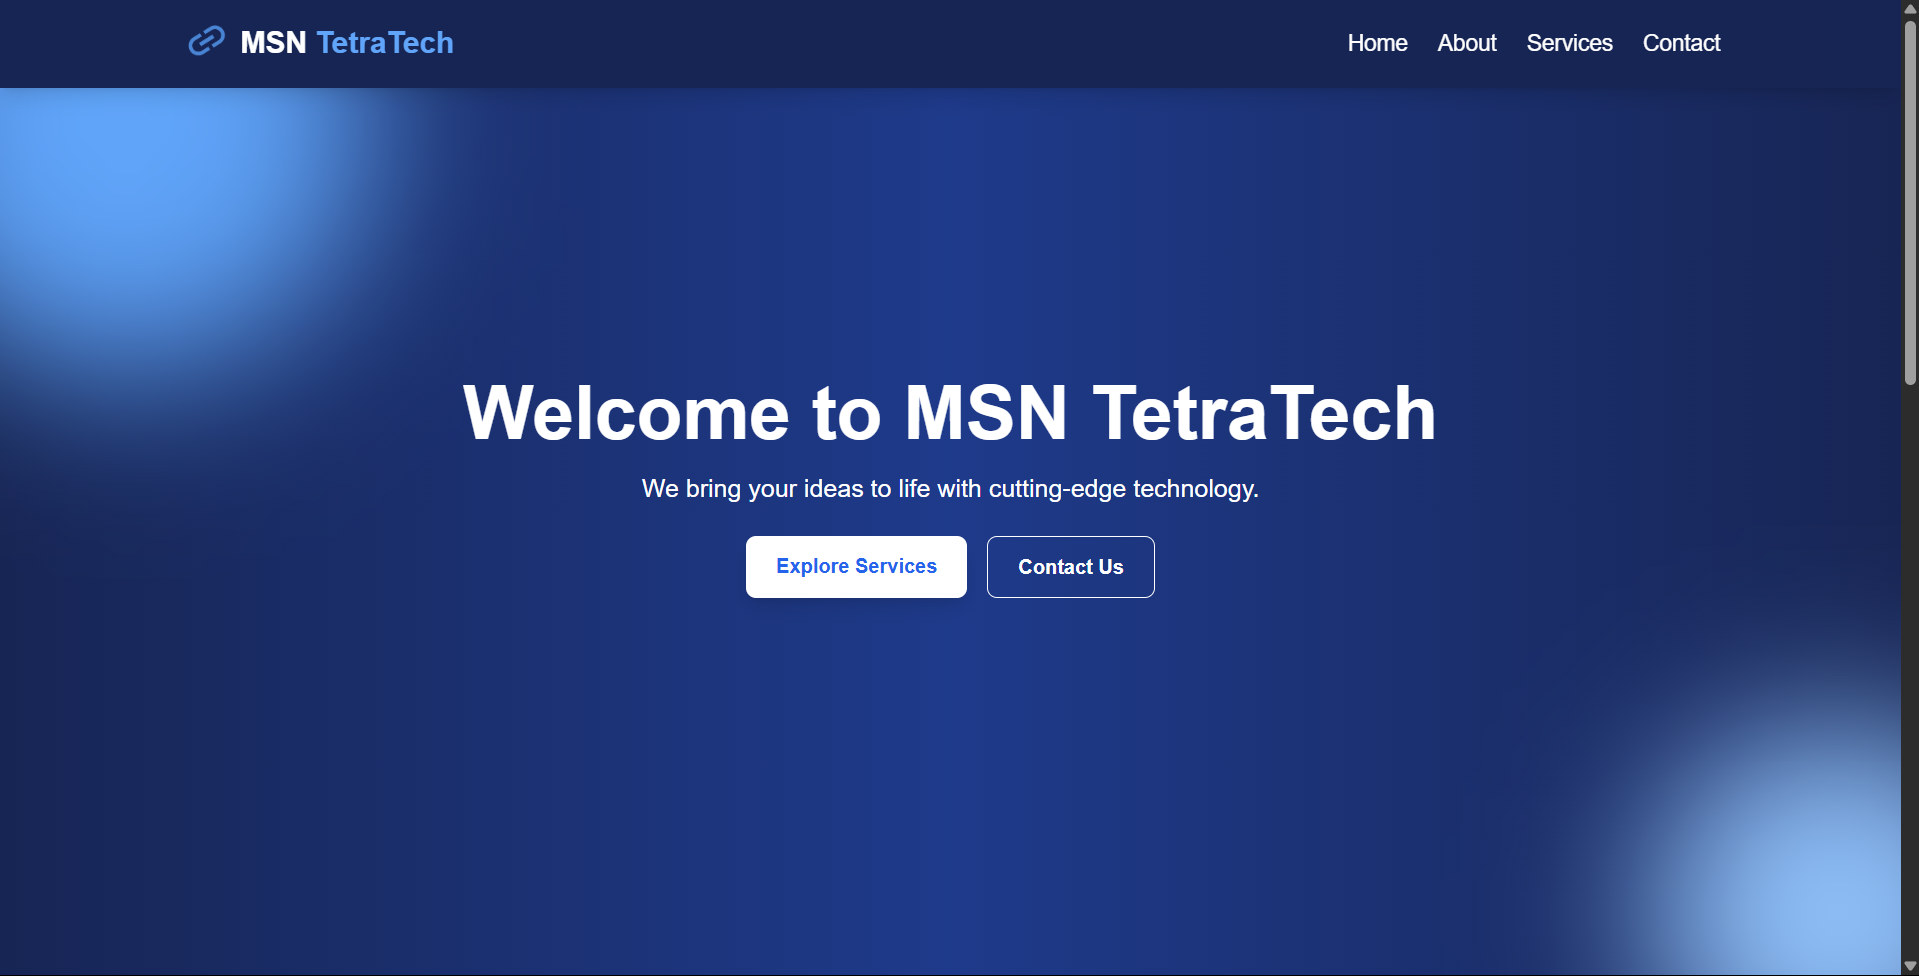 MSN TetraTech
Home About Services Contact
Welcome to MSN TetraTech
We bring your ideas to life with cutting-edge technology.
Explore Services
Contact Us